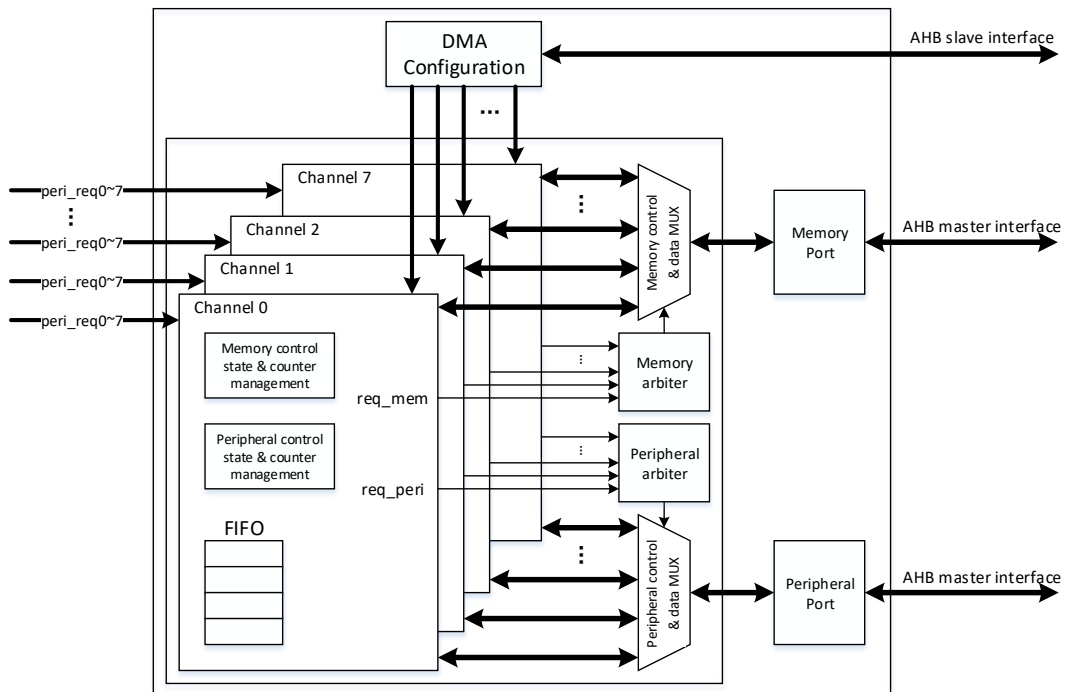 DMA
Configuration
AHB slave interface
...
Channel 7
peri_req0~7
...
Channel 2
peri_req0~7
Channel 1
peri_req0~7
Channel 0
peri_req0~7
...
Memory control
& data MUX
Memory
Port
AHB master interface
Memory control
state & counter
management
req_mem
...
Memory
arbiter
Peripheral control
state & counter
management
req_peri
...
Peripheral
arbiter
FIFO
...
Peripheral control
& data MUX
Peripheral
Port
AHB master interface